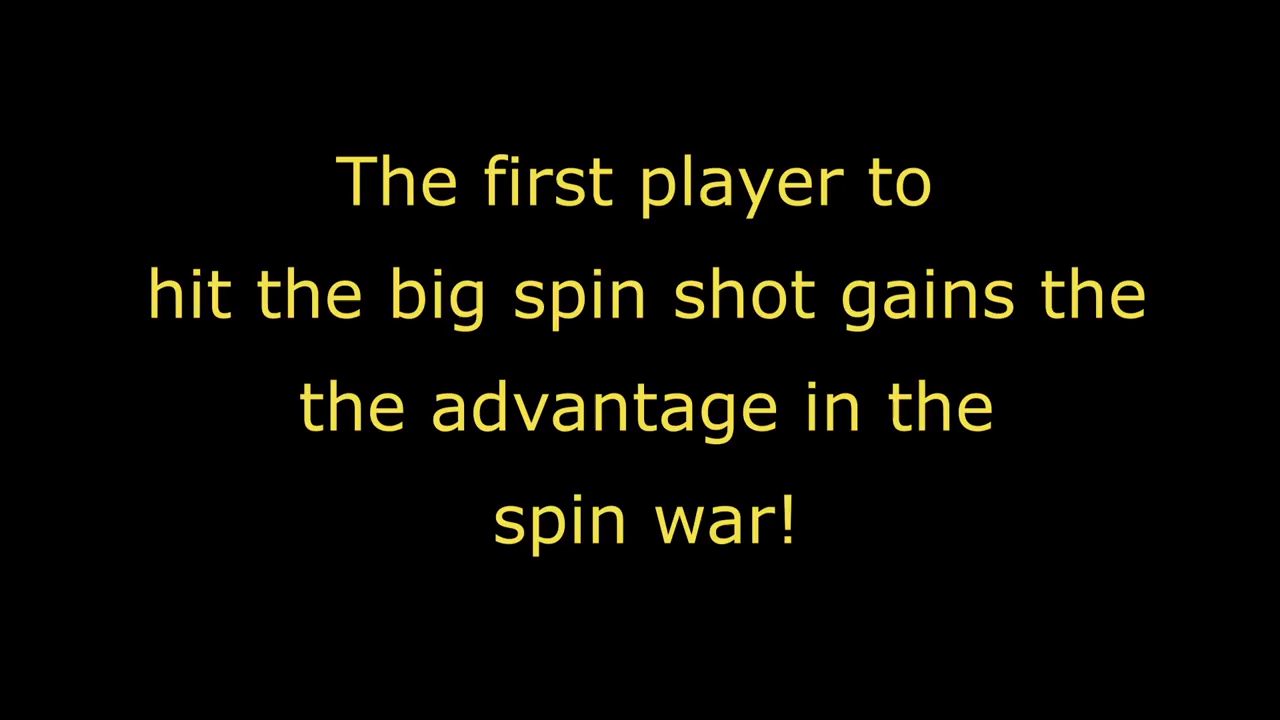 The first player to
hit the big spin shot gains the
the advantage in the
spin war!